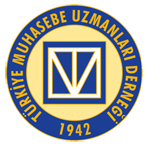 TÜRKİYE MUHASEBE UZMANLARI DERNEĞİ
1942